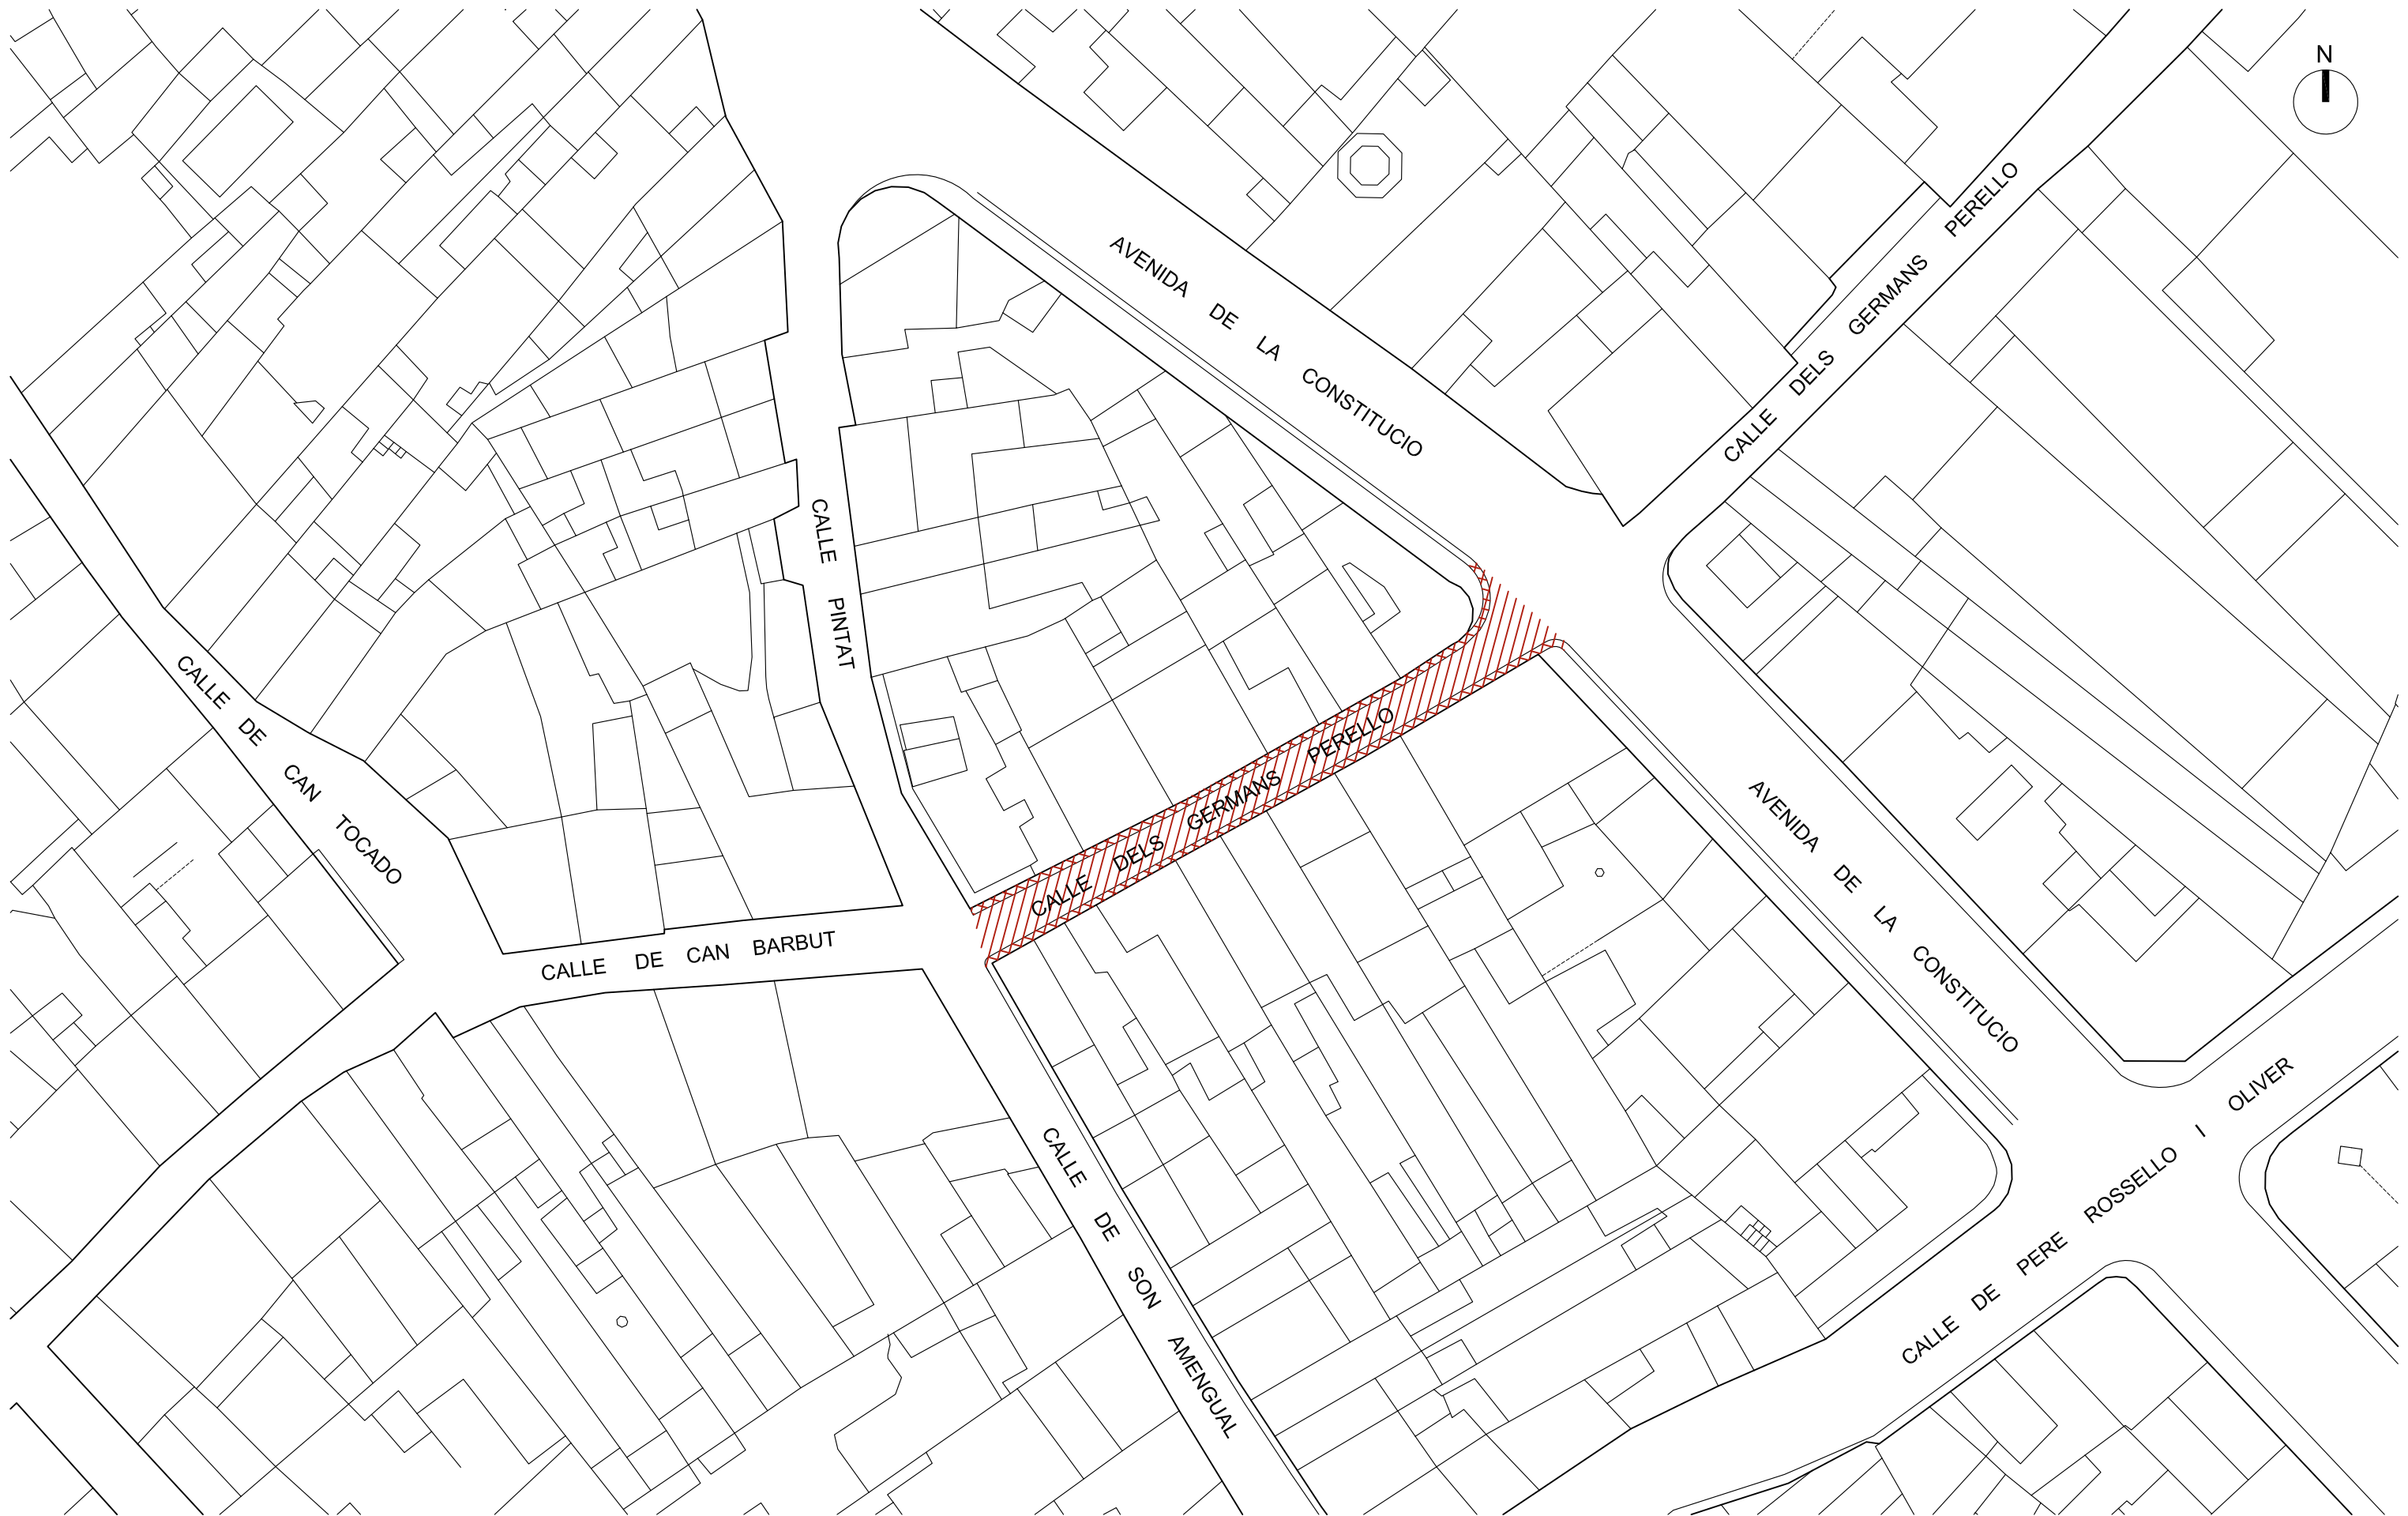 N
CALLE DELS GERMANS PERELLO
AVENIDA DE LA CONSTITUCIO
CALLE PINTAT
CALLE DE CAN TOCADO
CALLE DELS GERMANS PERELLO
CALLE DE CAN BARBUT
AVENIDA DE LA CONSTITUCIO
CALLE DE SON AMENGUAL
CALLE DE PERE ROSSELLO I OLIVER